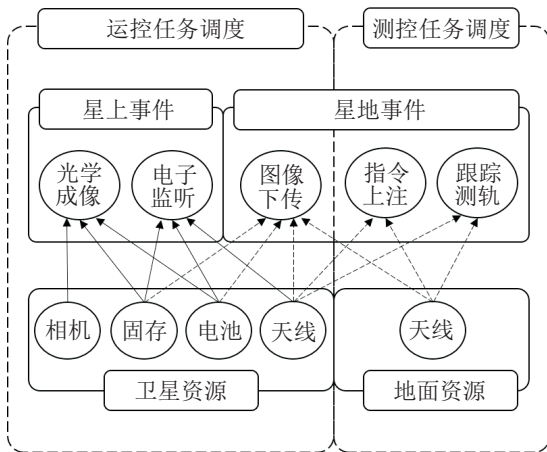 运控任务调度
测控任务调度
星上事件
星地事件
光学
成像
电子
监听
图像
下传
指令
上注
跟踪
测轨
相机
固存
电池
天线
天线
卫星资源
地面资源